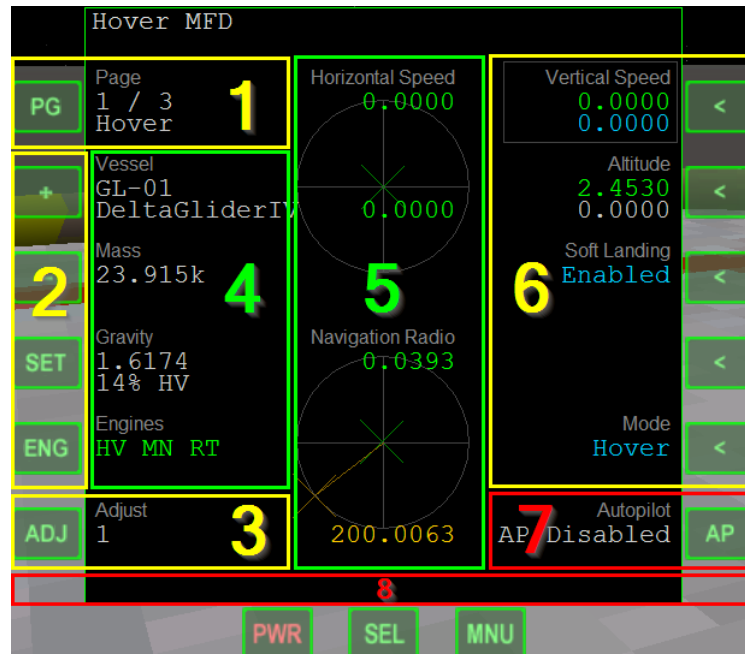 Hover MFD
PG
Page
1 / 3
Hover
1
Horizontal Speed
0.0000
0.0000
Vertical Speed
0.0000
0.0000
<
+
Vessel
GL-01
DeltaGliderIV
Altitude
2.4530
0.0000
<
2
Mass
23.915k
4
5
6
Soft Landing
Enabled
<
SET
Gravity
1.6174
14% HV
Navigation Radio
0.0393
<
ENG
Engines
HV MN RT
Mode
Hover
<
ADJ
Adjust
1
3
200.0063
7
Autopilot
AP Disabled
AP
8
PWR
SEL
MNU